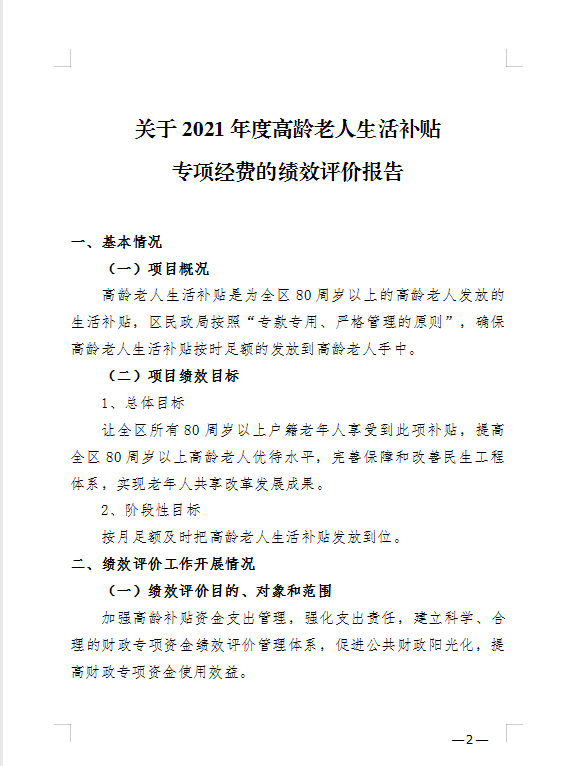 关于 2021 年度高龄老人生活补贴
专项经费的绩效评价报告
一、基本情况
（一）项目概况
高龄老人生活补贴是为全区 80 周岁以上的高龄老人发放的
生活补贴，区民政局按照“专款专用、严格管理的原则”，确保
高龄老人生活补贴按时足额的发放到高龄老人手中。
（二）项目绩效目标
1、总体目标
让全区所有 80 周岁以上户籍老年人享受到此项补贴，提高
全区 80 周岁以上高龄老人优待水平，完善保障和改善民生工程
体系，实现老年人共享改革发展成果。
2、阶段性目标
按月足额及时把高龄老人生活补贴发放到位。
二、绩效评价工作开展情况
（一）绩效评价目的、对象和范围
加强高龄补贴资金支出管理，强化支出责任，建立科学、合
理的财政专项资金绩效评价管理体系，促进公共财政阳光化，提
高财政专项资金使用效益。
—2—